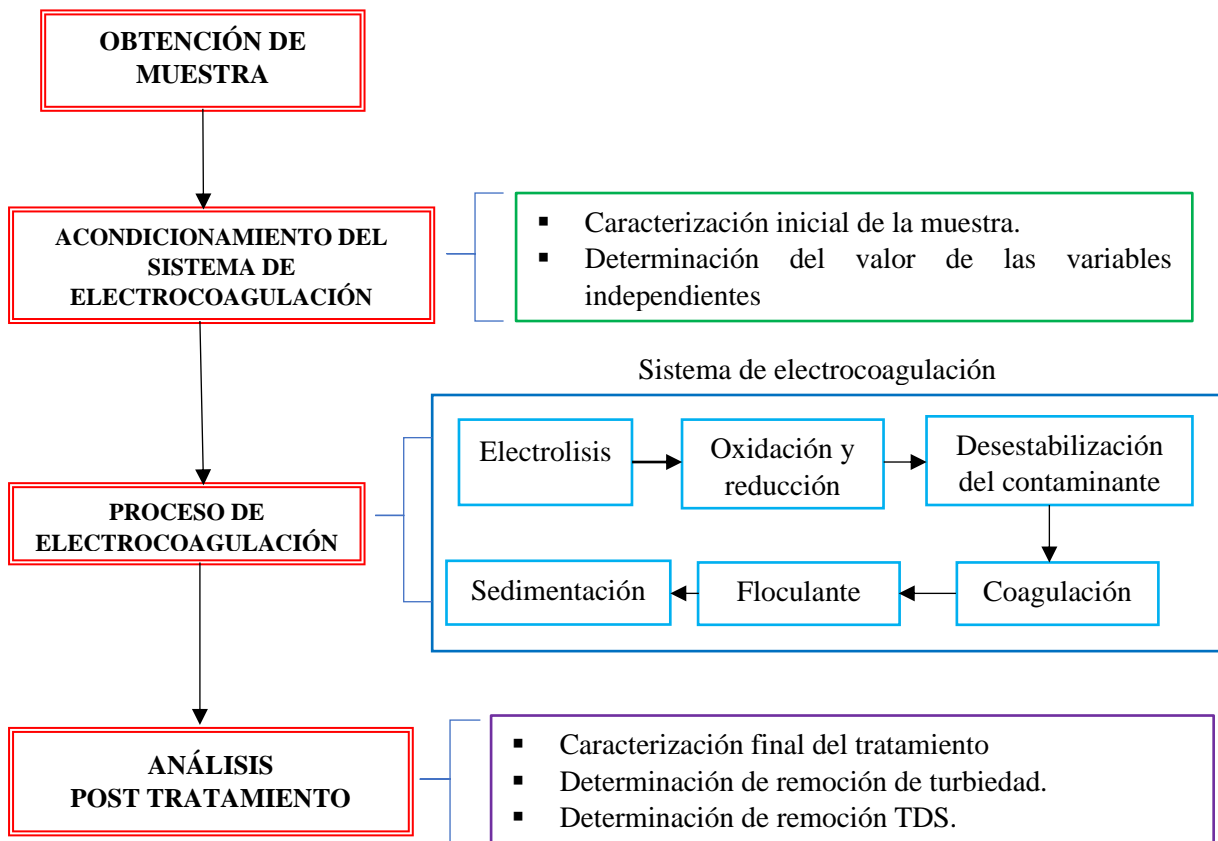 OBTENCIÓN DE
MUESTRA
ACONDICIONAMIENTO DEL
SISTEMA DE
ELECTROCOAGULACIÓN
▪ Caracterización inicial de la muestra.
▪ Determinación del valor de las variables
independientes
Sistema de electrocoagulación
Electrolisis
Oxidación y
reducción
Desestabilización
del contaminante
Coagulación
Floculante
Sedimentación
PROCESO DE
ELECTROCOAGULACIÓN
ANÁLISIS
POST TRATAMIENTO
▪ Caracterización final del tratamiento
▪ Determinación de remoción de turbiedad.
▪ Determinación de remoción TDS.